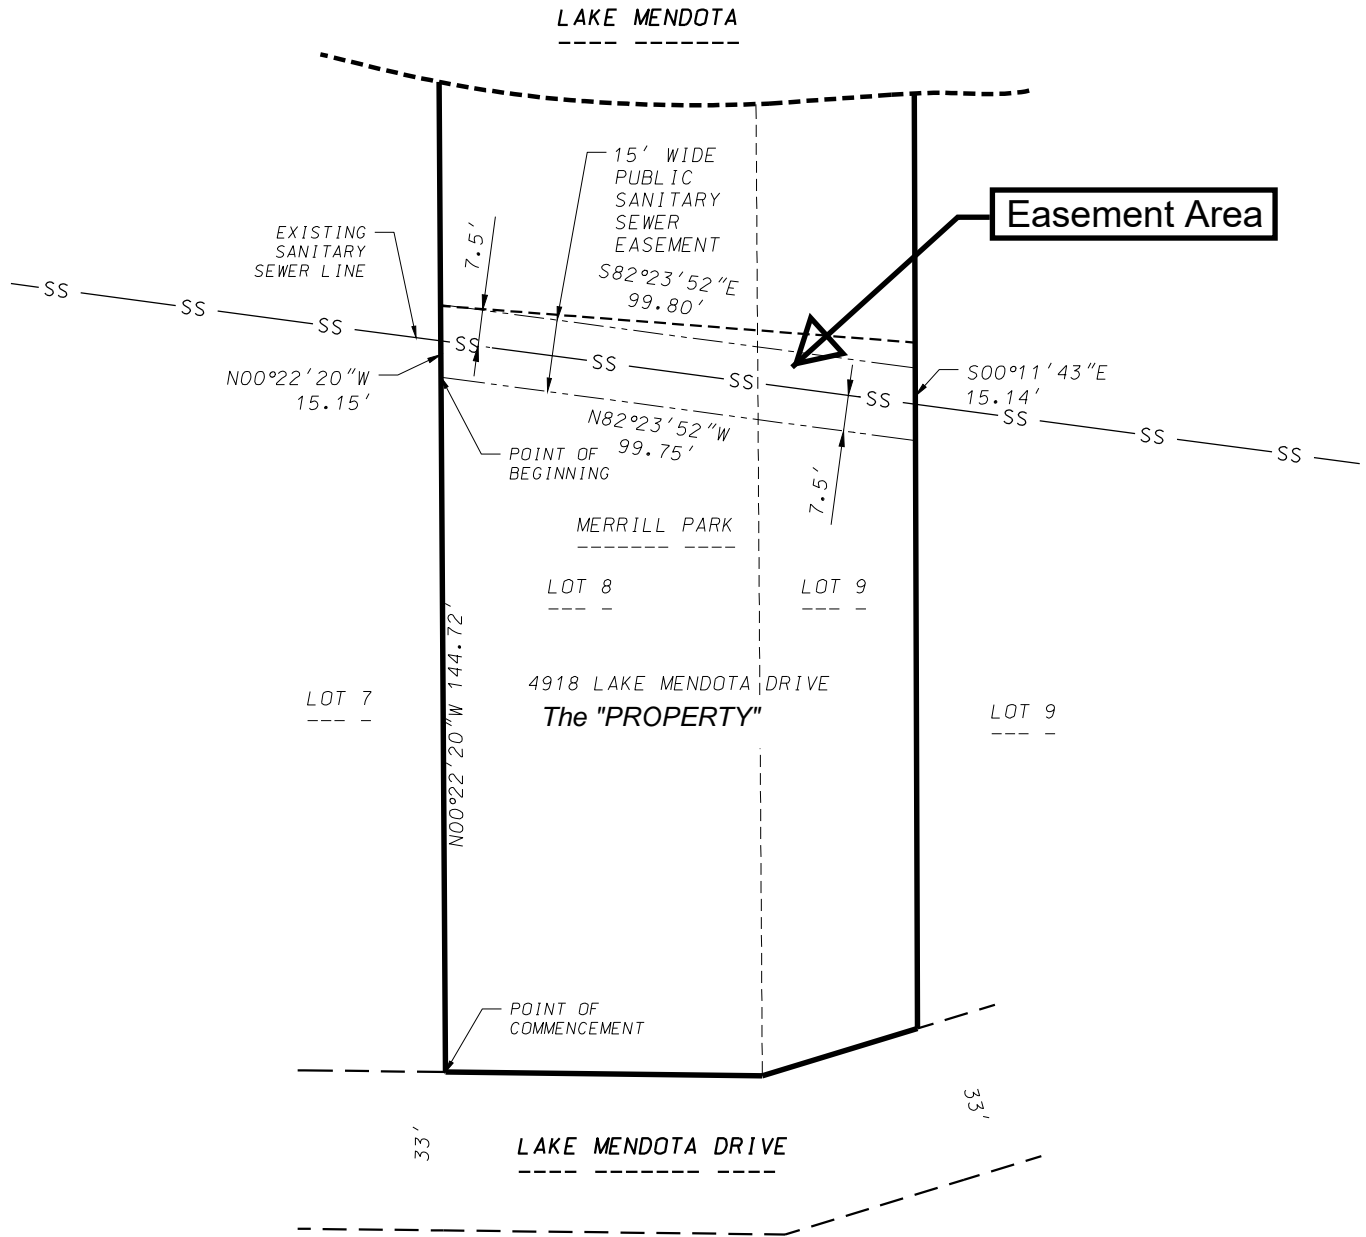 LAKE MENDOTA
15' WIDE
PUBLIC
SANITARY
SEWER
EASEMENT
Easement Area
EXISTING
SANITARY
SEWER LINE
7.5'
S82°23'52"E
99.80'
SS
SS
SS
SS
SS
SS
SS
SS
SS
SS
N00°22'20"W
15.15'
S00°11'43"E
15.14'
N82°23'52"W
99.75'
POINT OF
BEGINNING
7.5'
MERRILL PARK
LOT 8
LOT 9
N00°22'20"W 144.72'
4918 LAKE MENDOTA DRIVE
The "PROPERTY"
LOT 7
LOT 9
POINT OF
COMMENCEMENT
33'
33'
LAKE MENDOTA DRIVE